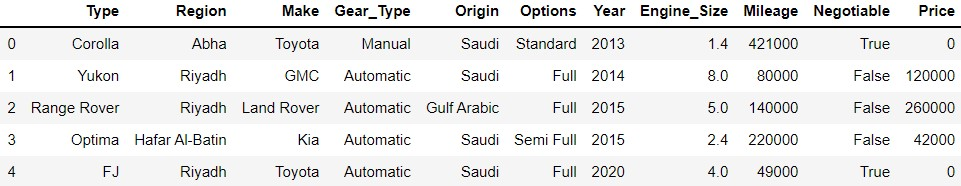 Type Region Make Gear_Type Origin Options Year Engine_Size Mileage Negotiable Price
0 Corolla Abha Toyota Manual Saudi Standard 2013 1.4 421000 True 0
1 Yukon Riyadh GMC Automatic Saudi Full 2014 8.0 80000 False 120000
2 Range Rover Riyadh Land Rover Automatic Gulf Arabic Full 2015 5.0 140000 False 260000
3 Optima Hafar Al-Batin Kia Automatic Saudi Semi Full 2015 2.4 220000 False 42000
4 FJ Riyadh Toyota Automatic Saudi Full 2020 4.0 49000 True 0